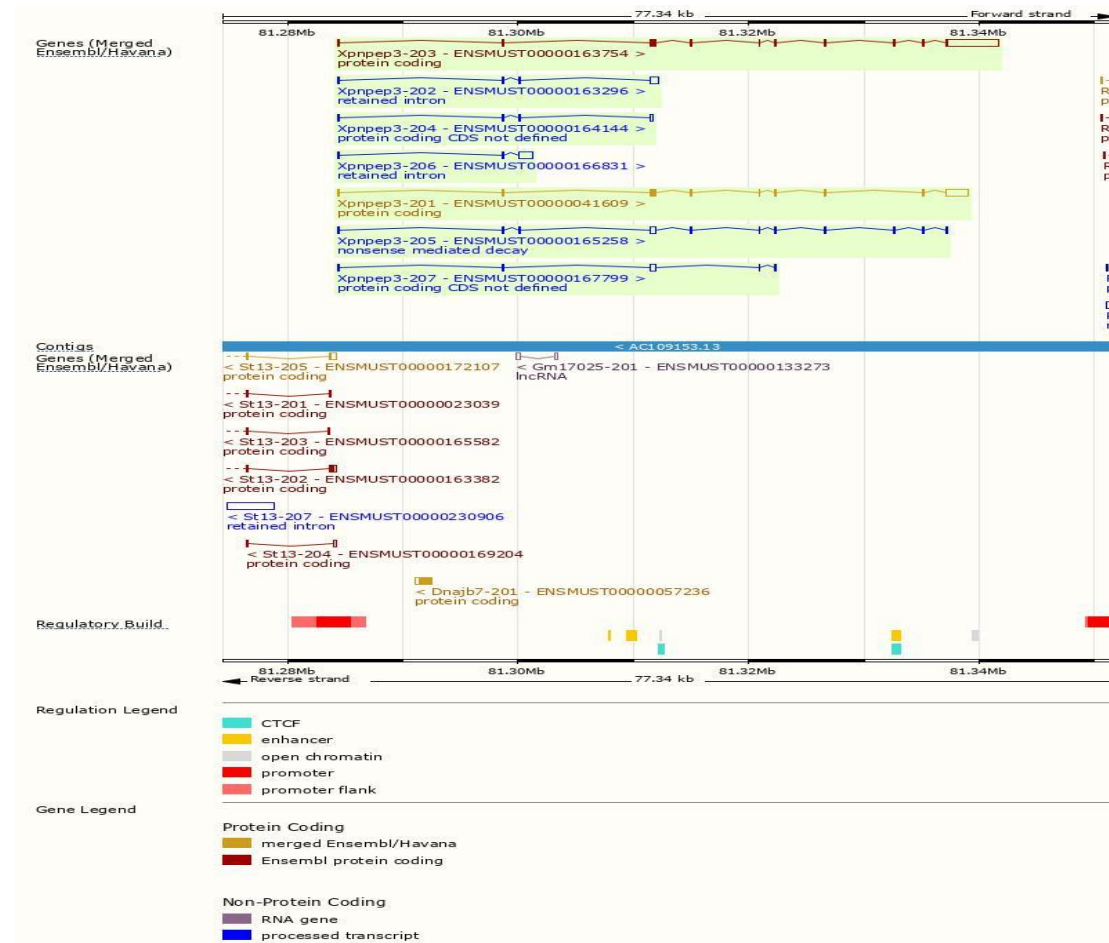 77.34 kb Forward strand
81.28Mb 81.30Mb 81.32Mb 81.34Mb
Genes (Merged
Ensembl/Havana)
Xpnpep3-203 - ENSMUST00000163754 >
protein coding
Xpnpep3-202 - ENSMUST00000163296 >
retained intron
Xpnpep3-204 - ENSMUST00000164144 >
protein coding CDS not defined
Xpnpep3-206 - ENSMUST00000166831 >
retained intron
Xpnpep3-201 - ENSMUST00000041609 >
protein coding
Xpnpep3-205 - ENSMUST00000165258 >
nonsense mediated decay
Xpnpep3-207 - ENSMUST00000167799 >
protein coding CDS not defined
Contigs
< AC109153.13
Genes (Merged
Ensembl/Havana)
< St13-205 - ENSMUST00000172107
protein coding
< Gm17025-201 - ENSMUST00000133273
lncRNA
< St13-201 - ENSMUST00000023039
protein coding
< St13-203 - ENSMUST00000165582
protein coding
< St13-202 - ENSMUST00000163382
protein coding
< St13-207 - ENSMUST00000230906
retained intron
< St13-204 - ENSMUST00000169204
protein coding
< Dnajb7-201 - ENSMUST00000057236
protein coding
Regulatory Build
81.28Mb 81.30Mb 81.32Mb 81.34Mb
Reverse strand 77.34 kb
Regulation Legend
CTCF
enhancer
open chromatin
promoter
promoter flank
Gene Legend
Protein Coding
merged Ensembl/Havana
Ensembl protein coding
Non-Protein Coding
RNA gene
processed transcript